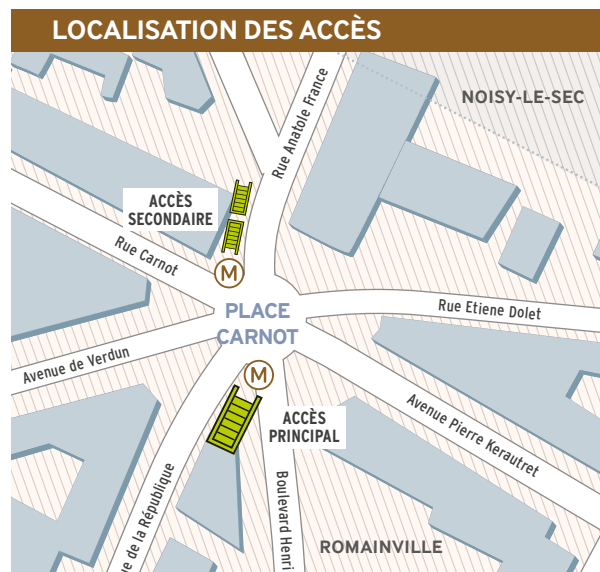 LOCALISATION DES ACCÈS
NOISY-LE-SEC
Rue Anatole France
ACCÈS
SECONDAIRE
Rue Carnot
M
PLACE
CARNOT
Rue Etiene Dolet
Avenue de Verdun
M
ACCÈS
PRINCIPAL
Avenue Pierre Kerautret
de la République
Boulevard Henri
ROMAINVILLE